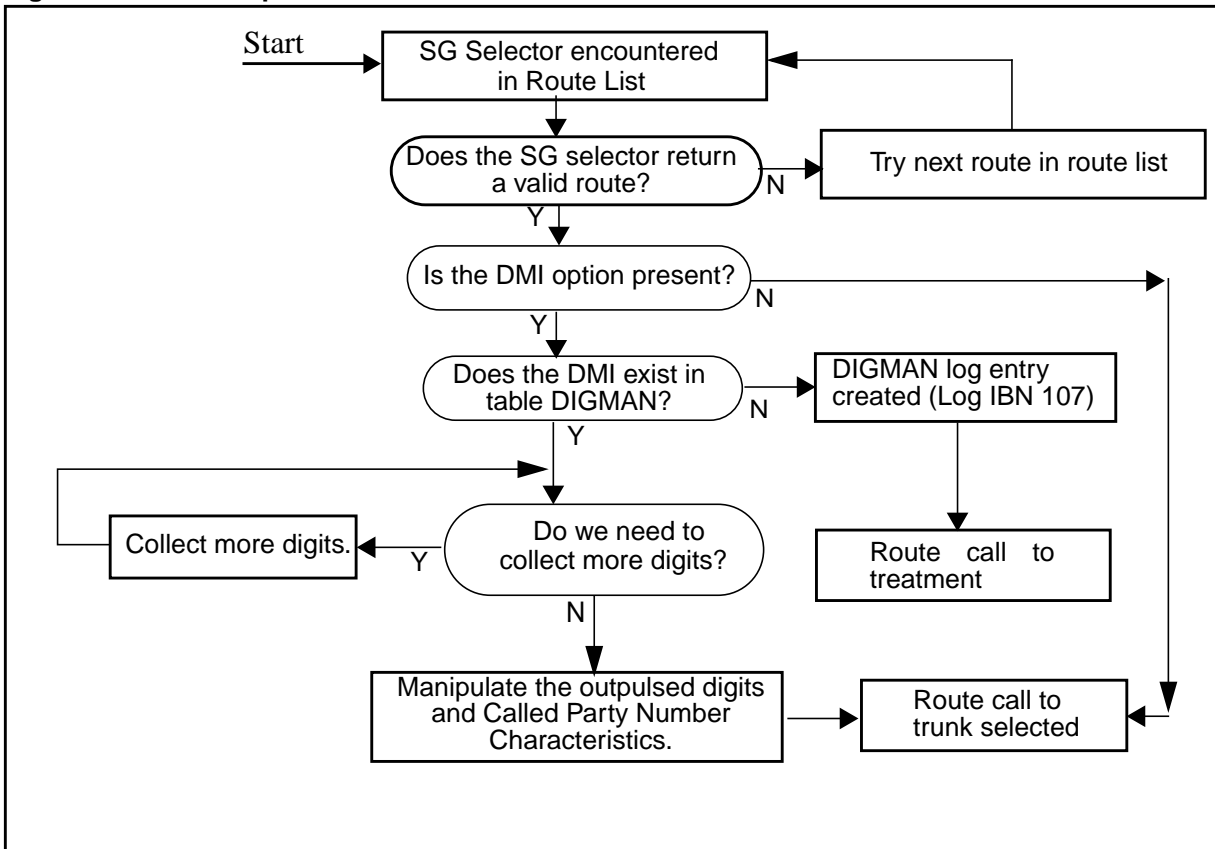 Start
SG Selector encountered
in Route List
Does the SG selector return
a valid route?
N
Try next route in route list
Y
Is the DMI option present?
N
Y
Does the DMI exist in
table DIGMAN?
N
DIGMAN log entry
created (Log IBN 107)
Y
Collect more digits.
Y
Do we need to
collect more digits?
Route call to
treatment
N
Manipulate the outpulsed digits
and Called Party Number
Characteristics.
Route call to
trunk selected